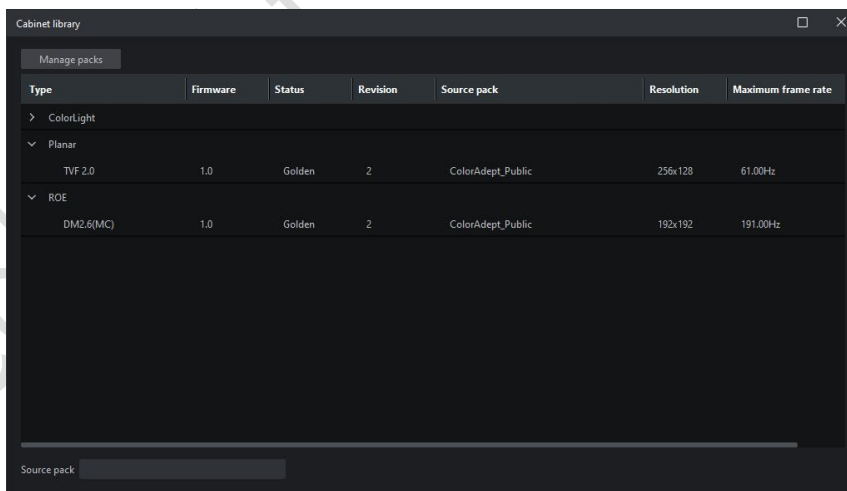 Cabinet library
Manage packs
Type Firmware Status Revision Source pack Resolution Maximum frame rate
ColorLight
Planar
TVF 2.0 1.0 Golden 2 ColorAdept_Public 256x128 61.00Hz
ROE
DM2.6(MC) 1.0 Golden 2 ColorAdept_Public 192x192 191.00Hz
Source pack